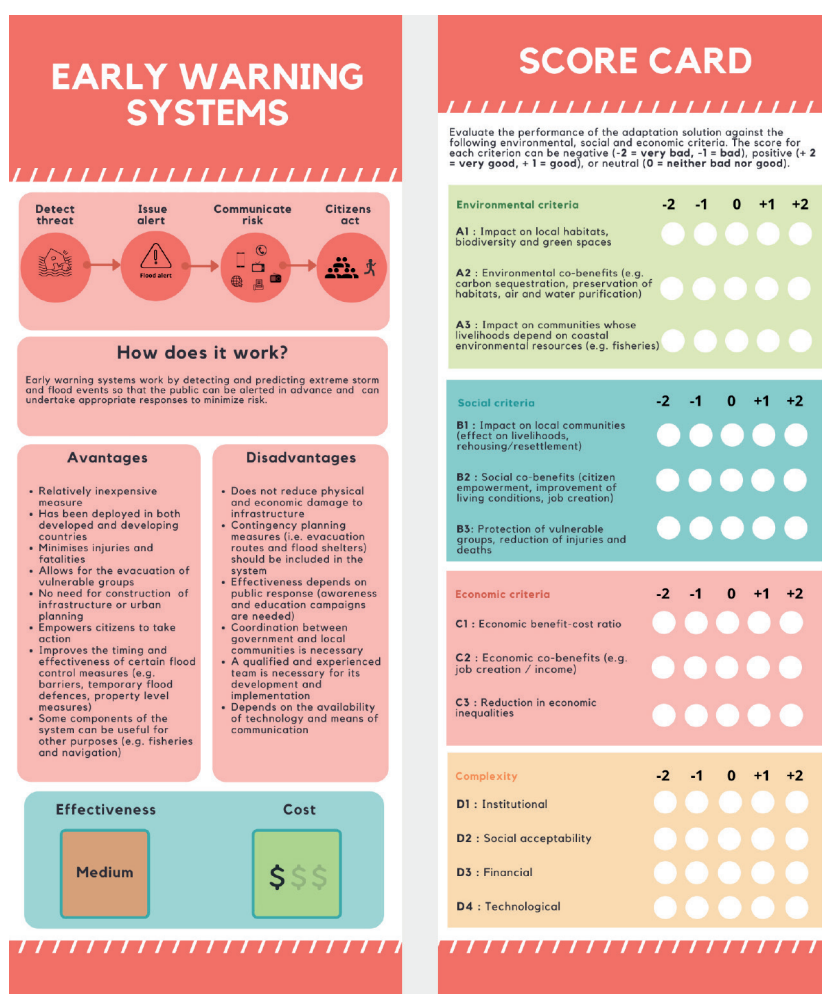 EARLY WARNING
SYSTEMS
Detect
threat
Issue
alert
Communicate
risk
Citizens
act
Flood alert
How does it work?
Early warning systems work by detecting and predicting extreme storm
and flood events so that the public can be alerted in advance and can
undertake appropriate responses to minimize risk.
Avantages
• Relatively inexpensive
measure
• Has been deployed in both
developed and developing
countries
• Minimises injuries and
fatalities
• Allows for the evacuation of
vulnerable groups
• No need for construction of
infrastructure or urban
planning
• Empowers citizens to take
action
• Improves the timing and
effectiveness of certain flood
control measures (e.g.
barriers, temporary flood
defences, property level
measures)
• Some components of the
system can be useful for
other purposes (e.g. fisheries
and navigation)
Disadvantages
• Does not reduce physical
and economic damage to
infrastructure
• Contingency planning
measures (i.e. evacuation
routes and flood shelters)
should be included in the
system
• Effectiveness depends on
public response (awareness
and education campaigns
are needed)
• Coordination between
government and local
communities is necessary
• A qualified and experienced
team is necessary for its
development and
implementation
• Depends on the availability
of technology and means of
communication
Effectiveness
Medium
Cost
$$$
SCORE CARD
Evaluate the performance of the adaptation solution against the
following environmental, social and economic criteria. The score for
each criterion can be negative (-2 = very bad, -1 = bad), positive (+ 2
= very good, + 1 = good), or neutral (0 = neither bad nor good).
Environmental criteria -2 -1 0 +1 +2
A1 : Impact on local habitats,
biodiversity and green spaces
A2 : Environmental co-benefits (e.g.
carbon sequestration, preservation of
habitats, air and water purification)
A3 : Impact on communities whose
livelihoods depend on coastal
environmental resources (e.g. fisheries)
Social criteria -2 -1 0 +1 +2
B1 : Impact on local communities
(effect on livelihoods,
rehousing/resettlement)
B2 : Social co-benefits (citizen
empowerment, improvement of
living conditions, job creation)
B3: Protection of vulnerable
groups, reduction of injuries and
deaths
Economic criteria -2 -1 0 +1 +2
C1 : Economic benefit-cost ratio
C2 : Economic co-benefits (e.g.
job creation / income)
C3 : Reduction in economic
inequalities
Complexity -2 -1 0 +1 +2
D1 : Institutional
D2 : Social acceptability
D3 : Financial
D4 : Technological